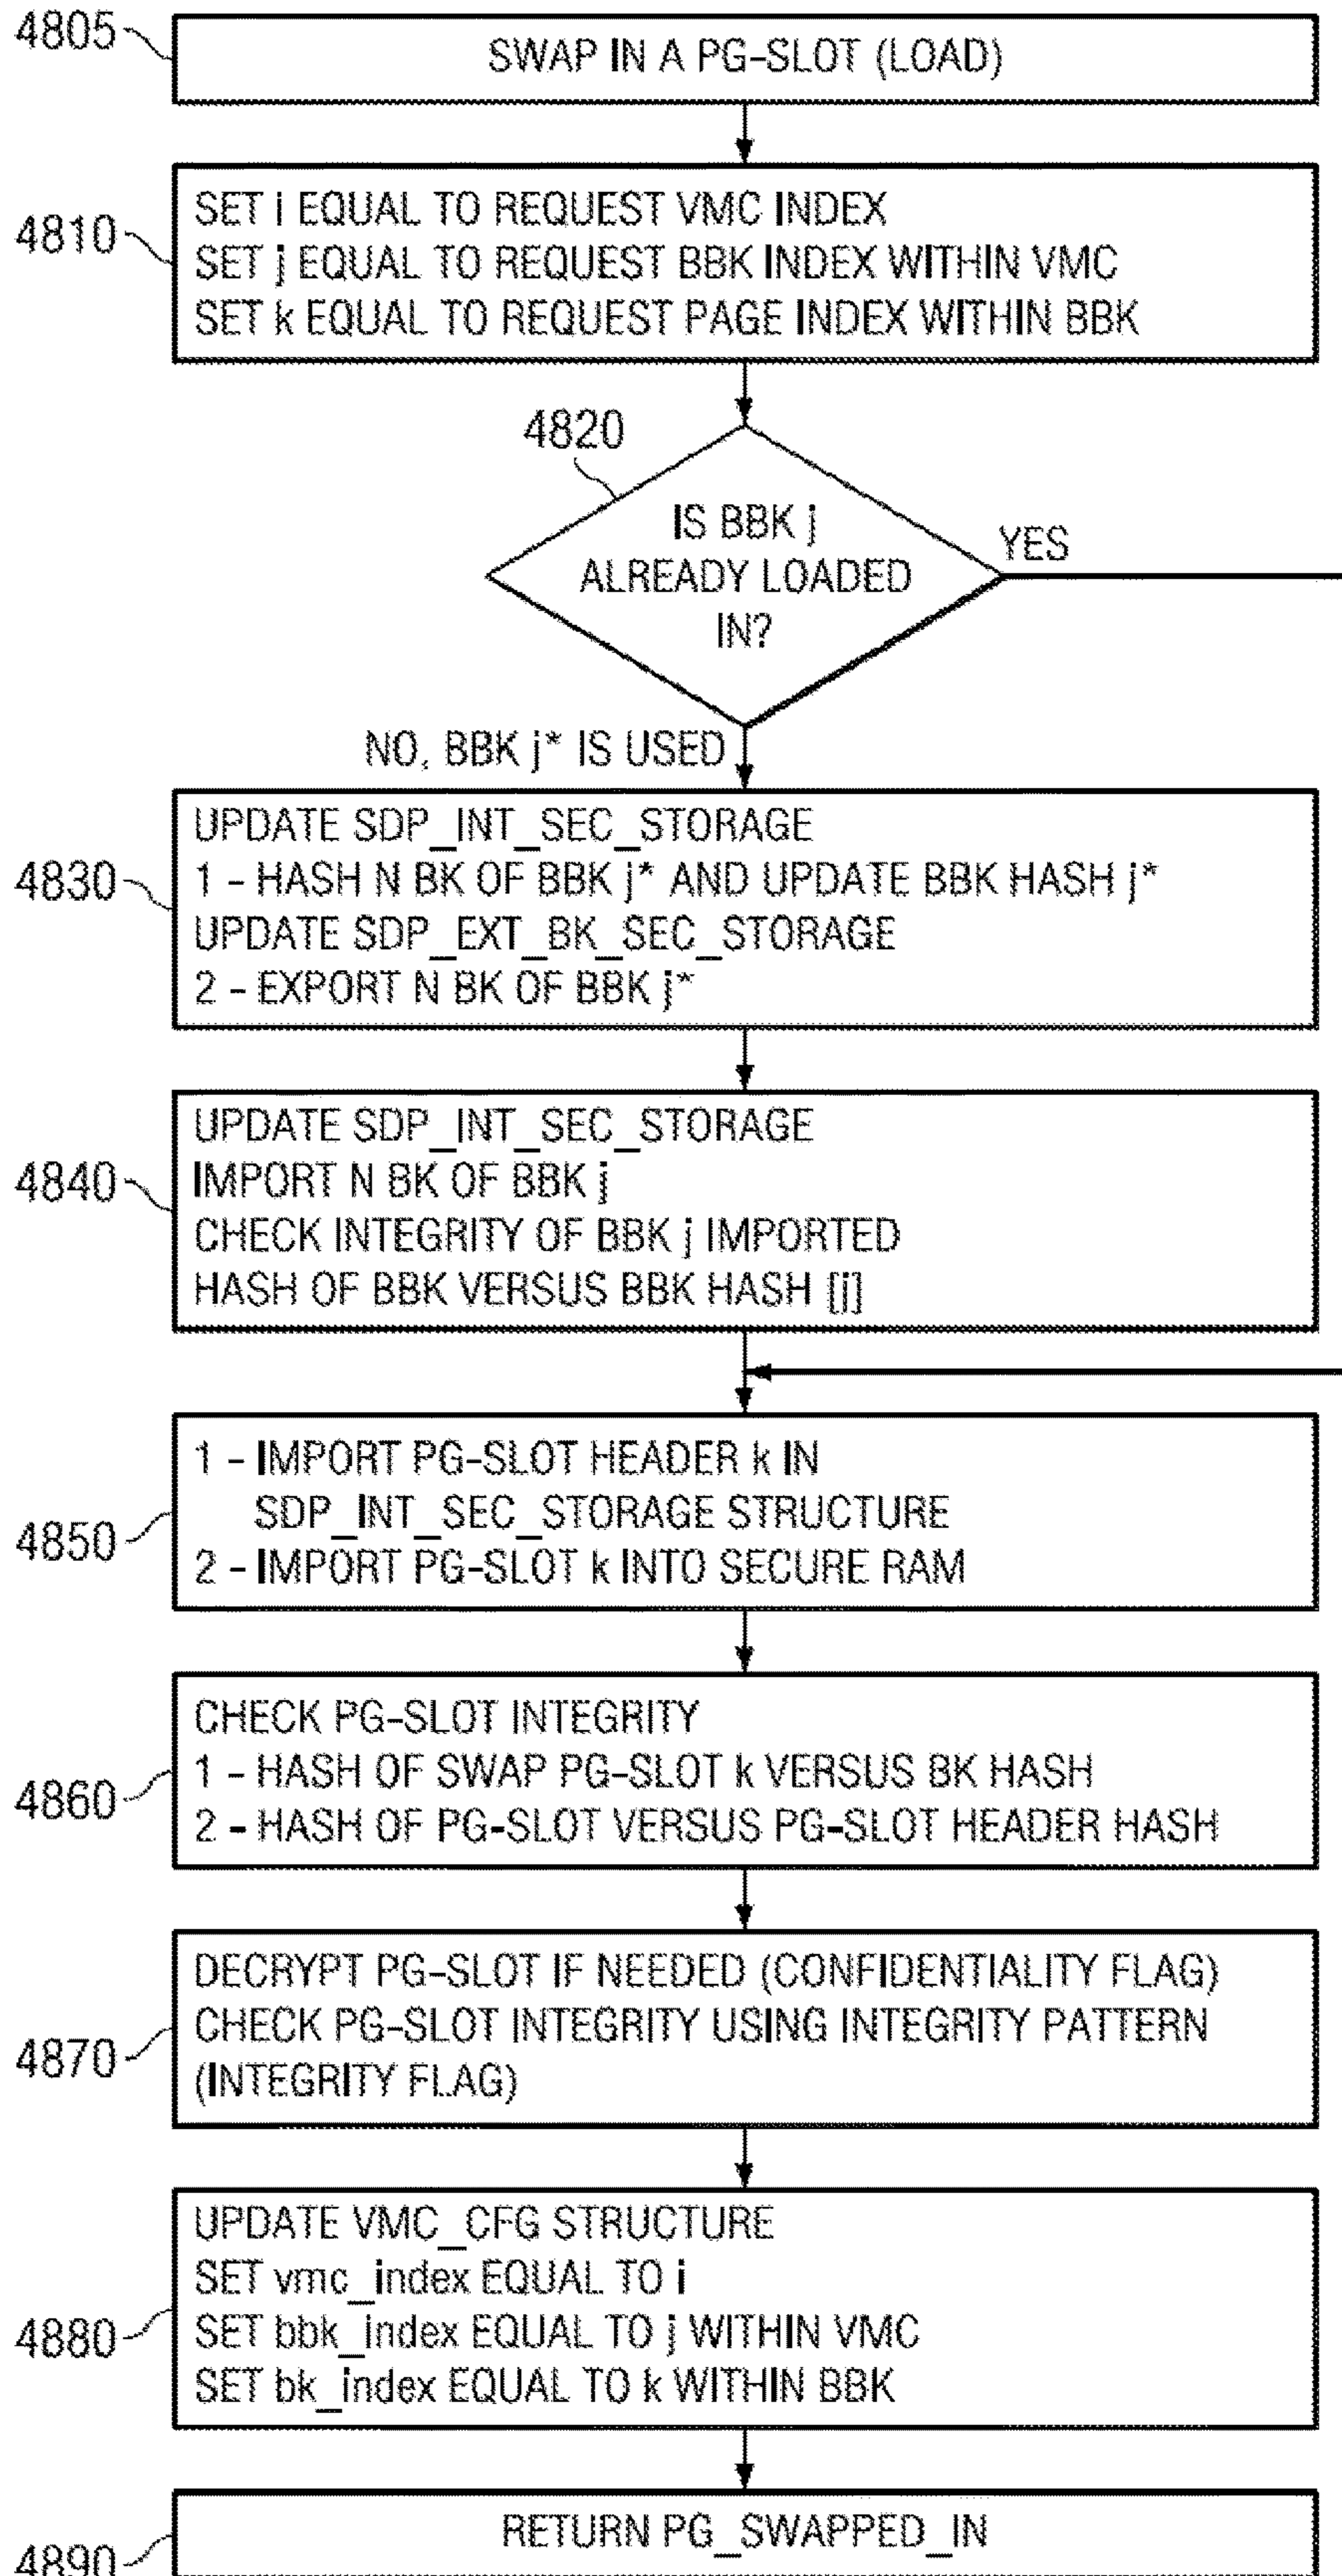 4805
SWAP IN A PG-SLOT (LOAD)
4810
SET i EQUAL TO REQUEST VMC INDEX
SET j EQUAL TO REQUEST BBK INDEX WITHIN VMC
SET k EQUAL TO REQUEST PAGE INDEX WITHIN BBK
4820
IS BBK j
ALREADY LOADED
IN?
YES
NO, BBK j* IS USED
4830
UPDATE SDP_INT_SEC_STORAGE
1 - HASH N BK OF BBK j* AND UPDATE BBK HASH j*
UPDATE SDP_EXT_BK_SEC_STORAGE
2 - EXPORT N BK OF BBK j*
4840
UPDATE SDP_INT_SEC_STORAGE
IMPORT N BK OF BBK j
CHECK INTEGRITY OF BBK j IMPORTED
HASH OF BBK VERSUS BBK HASH [j]
4850
1 - IMPORT PG-SLOT HEADER k IN
SDP_INT_SEC_STORAGE STRUCTURE
2 - IMPORT PG-SLOT k INTO SECURE RAM
4860
CHECK PG-SLOT INTEGRITY
1 - HASH OF SWAP PG-SLOT k VERSUS BK HASH
2 - HASH OF PG-SLOT VERSUS PG-SLOT HEADER HASH
4870
DECRYPT PG-SLOT IF NEEDED (CONFIDENTIALITY FLAG)
CHECK PG-SLOT INTEGRITY USING INTEGRITY PATTERN
(INTEGRITY FLAG)
4880
UPDATE VMC_CFG STRUCTURE
SET vmc_index EQUAL TO i
SET bbk_index EQUAL TO j WITHIN VMC
SET bk_index EQUAL TO k WITHIN BBK
4890
RETURN PG_SWAPPED_IN